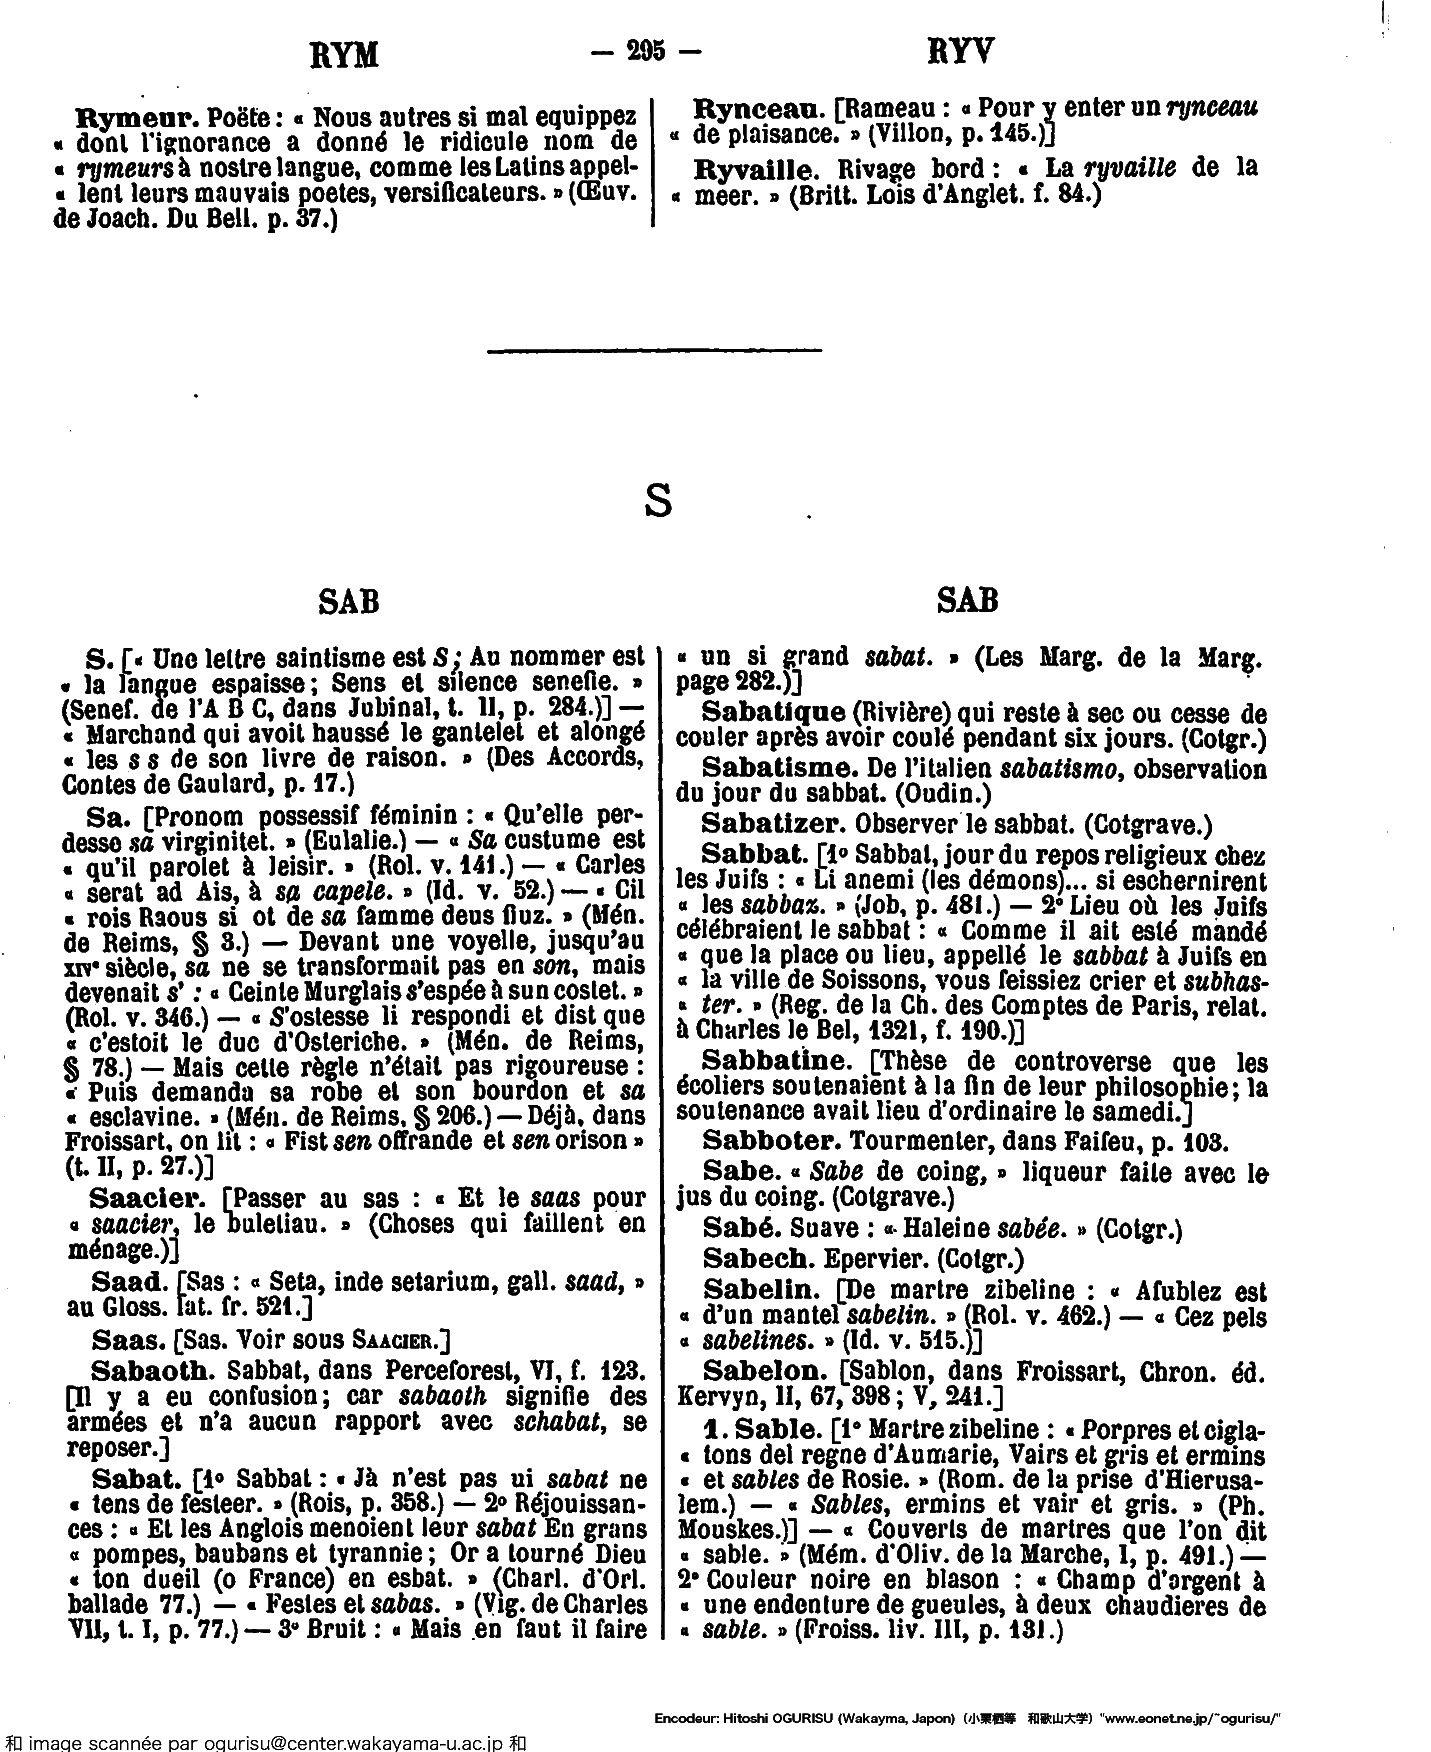 RYM — 295 — RYV
Rymeur. Poëte : « Nous autres si mal equippez
« dont l'ignorance a donné le ridicule nom de
« rymeurs à nostre langue, comme les Latins appel-
« lent leurs mauvais poetes, versificateurs. » (Œuv.
de Joach. Du Bell. p. 37.)
Rynceau. [Rameau : « Pour y enter un rynceau
« de plaisance. » (Villon, p. 145.)]
Ryvaille. Rivage bord : « La ryvaille de la
« meer. » (Britt. Lois d'Anglet. f. 84.)
S
SAB
S. [« Une lettre saintisme est S; Au nommer est
« la langue espaisse; Sens et silence senefie. »
(Senef. de l'A B C, dans Jubinal, t. II, p. 284.)] —
« Marchand qui avoit haussé le gantelet et alongé
« les s s de son livre de raison. » (Des Accords,
Contes de Gaulard, p. 17.)
Sa. [Pronom possessif féminin : « Qu'elle per-
desse sa virginitet. » (Eulalie.) — « Sa custume est
« qu'il parolet à leisir. » (Rol. v. 141.) — « Carles
« serat ad Ais, à sa capele. » (Id. v. 52.) — « Cil
« rois Raous si ot de sa famme deus fluz. » (Mén.
de Reims, § 3.) — Devant une voyelle, jusqu'au
XIVe siècle, sa ne se transformait pas en son, mais
devenait s' : « Ceinte Murglais s'espée à sun costet. »
(Rol. v. 346.) — « S'ostesse li respondi et dist que
« c'estoit le duc d'Osteriche. » (Mén. de Reims,
§ 78.) — Mais cette règle n'était pas rigoureuse :
« Puis demanda sa robe et son bourdon et sa
« esclavine. » (Mén. de Reims, § 206.) — Déjà, dans
Froissart, on lit : « Fist sen offrande et sen orison »
(t. II, p. 27.)]
Saacier. [Passer au sas : « Et le saas pour
« saacier, le buletiau. » (Choses qui faillent en
ménage.)]
Saad. [Sas : « Seta, inde setarium, gall. saad, »
au Gloss. lat. fr. 521.]
Saas. [Sas. Voir sous SAACIER.]
Sabaoth. Sabbat, dans Perceforest, VI, f. 123.
[Il y a eu confusion; car sabaoth signifie des
armées et n'a aucun rapport avec schabat, se
reposer.]
Sabat. [1o Sabbat : « Jà n'est pas ui sabat ne
« tens de festeer. » (Rois, p. 358.) — 2o Réjouissan-
ces : « Et les Anglois menoient leur sabat En grans
« pompes, baubans et tyrannie; Or a tourné Dieu
« ton dueil (o France) en esbat. » (Charl. d'Orl.
ballade 77.) — « Festes et sabas. » (Vig. de Charles
VII, t. I, p. 77.) — 3o Bruit : « Mais en faut il faire
SAB
« un si grand sabat. » (Les Marg. de la Marg.
page 282.)]
Sabatique (Rivière) qui reste à sec ou cesse de
couler après avoir coulé pendant six jours. (Cotgr.)
Sabatisme. De l'italien sabatismo, observation
du jour du sabbat. (Oudin.)
Sabatizer. Observer le sabbat. (Cotgrave.)
Sabbat. [1o Sabbat, jour du repos religieux chez
les Juifs : « Li anemi (les démons)... si eschernirent
« les sabbaz. » (Job, p. 481.) — 2o Lieu où les Juifs
célébraient le sabbat : « Comme il ait esté mandé
« que la place ou lieu, appellé le sabbat à Juifs en
« la ville de Soissons, vous feissiez crier et subhas-
« ter. » (Reg. de la Ch. des Comptes de Paris, relat.
à Charles le Bel, 1321, f. 190.)]
Sabbatine. [Thèse de controverse que les
écoliers soutenaient à la fin de leur philosophie; la
soutenance avait lieu d'ordinaire le samedi.]
Sabboter. Tourmenter, dans Faifeu, p. 103.
Sabe. « Sabe de coing, » liqueur faite avec le
jus du coing. (Cotgrave.)
Sabé. Suave : « Haleine sabée. » (Cotgr.)
Sabech. Epervier. (Cotgr.)
Sabelin. [De martre zibeline : « Afublez est
« d'un mantel sabelin. » (Rol. v. 462.) — « Cez pels
« sabelines. » (Id. v. 515.)]
Sabelon. [Sablon, dans Froissart, Chron. éd.
Kervyn, II, 67, 398 ; V, 241.]
1. Sable. [1o Martre zibeline : « Porpres et cigla-
« tons del regne d'Aumarie, Vairs et gris et ermins
« et sables de Rosie. » (Rom. de la prise d'Hierusa-
lem.) — « Sables, ermins et vair et gris. » (Ph.
Mouskes.)] — « Couverts de martres que l'on dit
« sable. » (Mém. d'Oliv. de la Marche, I, p. 491.) —
2o Couleur noire en blason : « Champ d'argent à
« une endenture de gueules, à deux chaudieres de
« sable. » (Froiss. liv. III, p. 131.)
Encodeur: Hitoshi OGURISU (Wakayma, Japon) (小栗栖等 和歌山大学) "www.eonet.ne.jp/~ogurisu/"
和 image scannée par ogurisu@center.wakayama-u.ac.jp 和